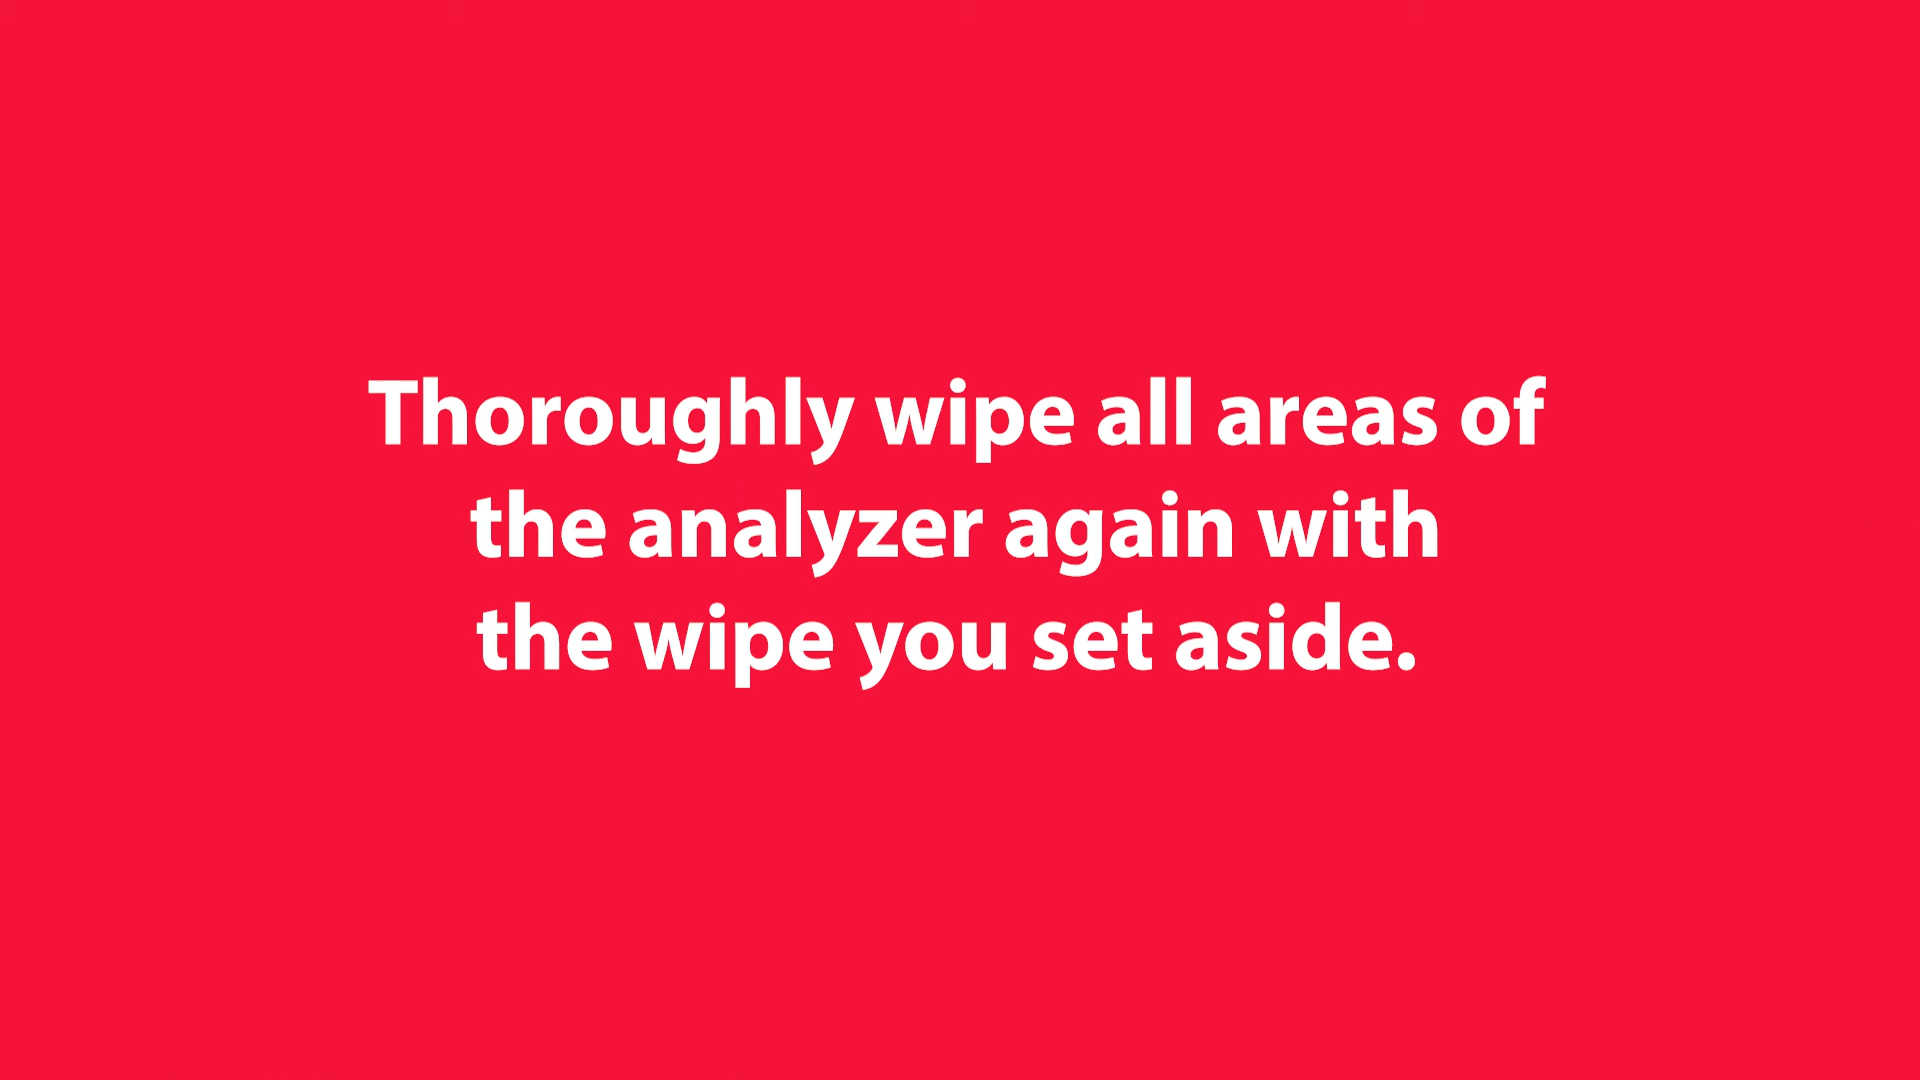 Thoroughly wipe all areas of
the analyzer again with
the wipe you set aside.